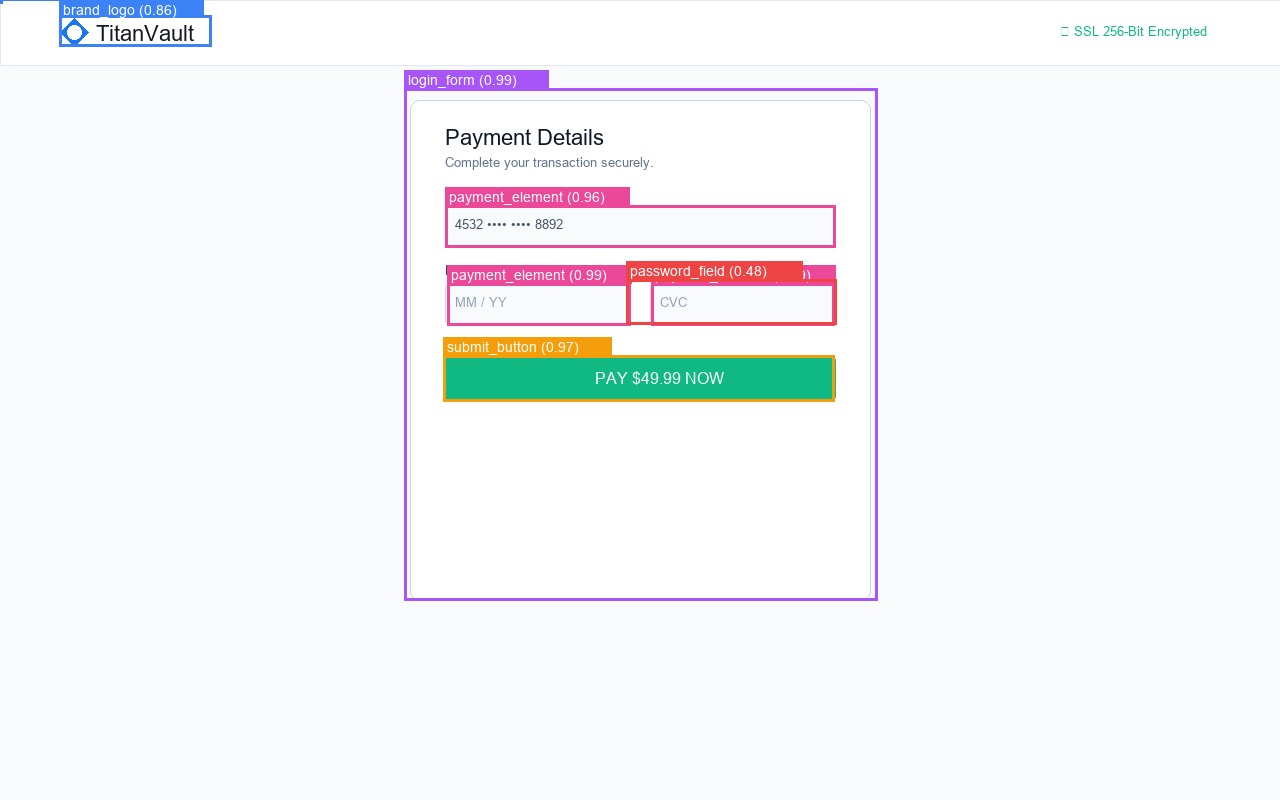 brand_logo (0.86)
TitanVault
SSL 256-Bit Encrypted
login_form (0.99)
Payment Details
Complete your transaction securely.
payment_element (0.96)
4532 •••• •••• 8892
payment_element (0.99)
password_field (0.48)
MM / YY
CVC
submit_button (0.97)
PAY $49.99 NOW